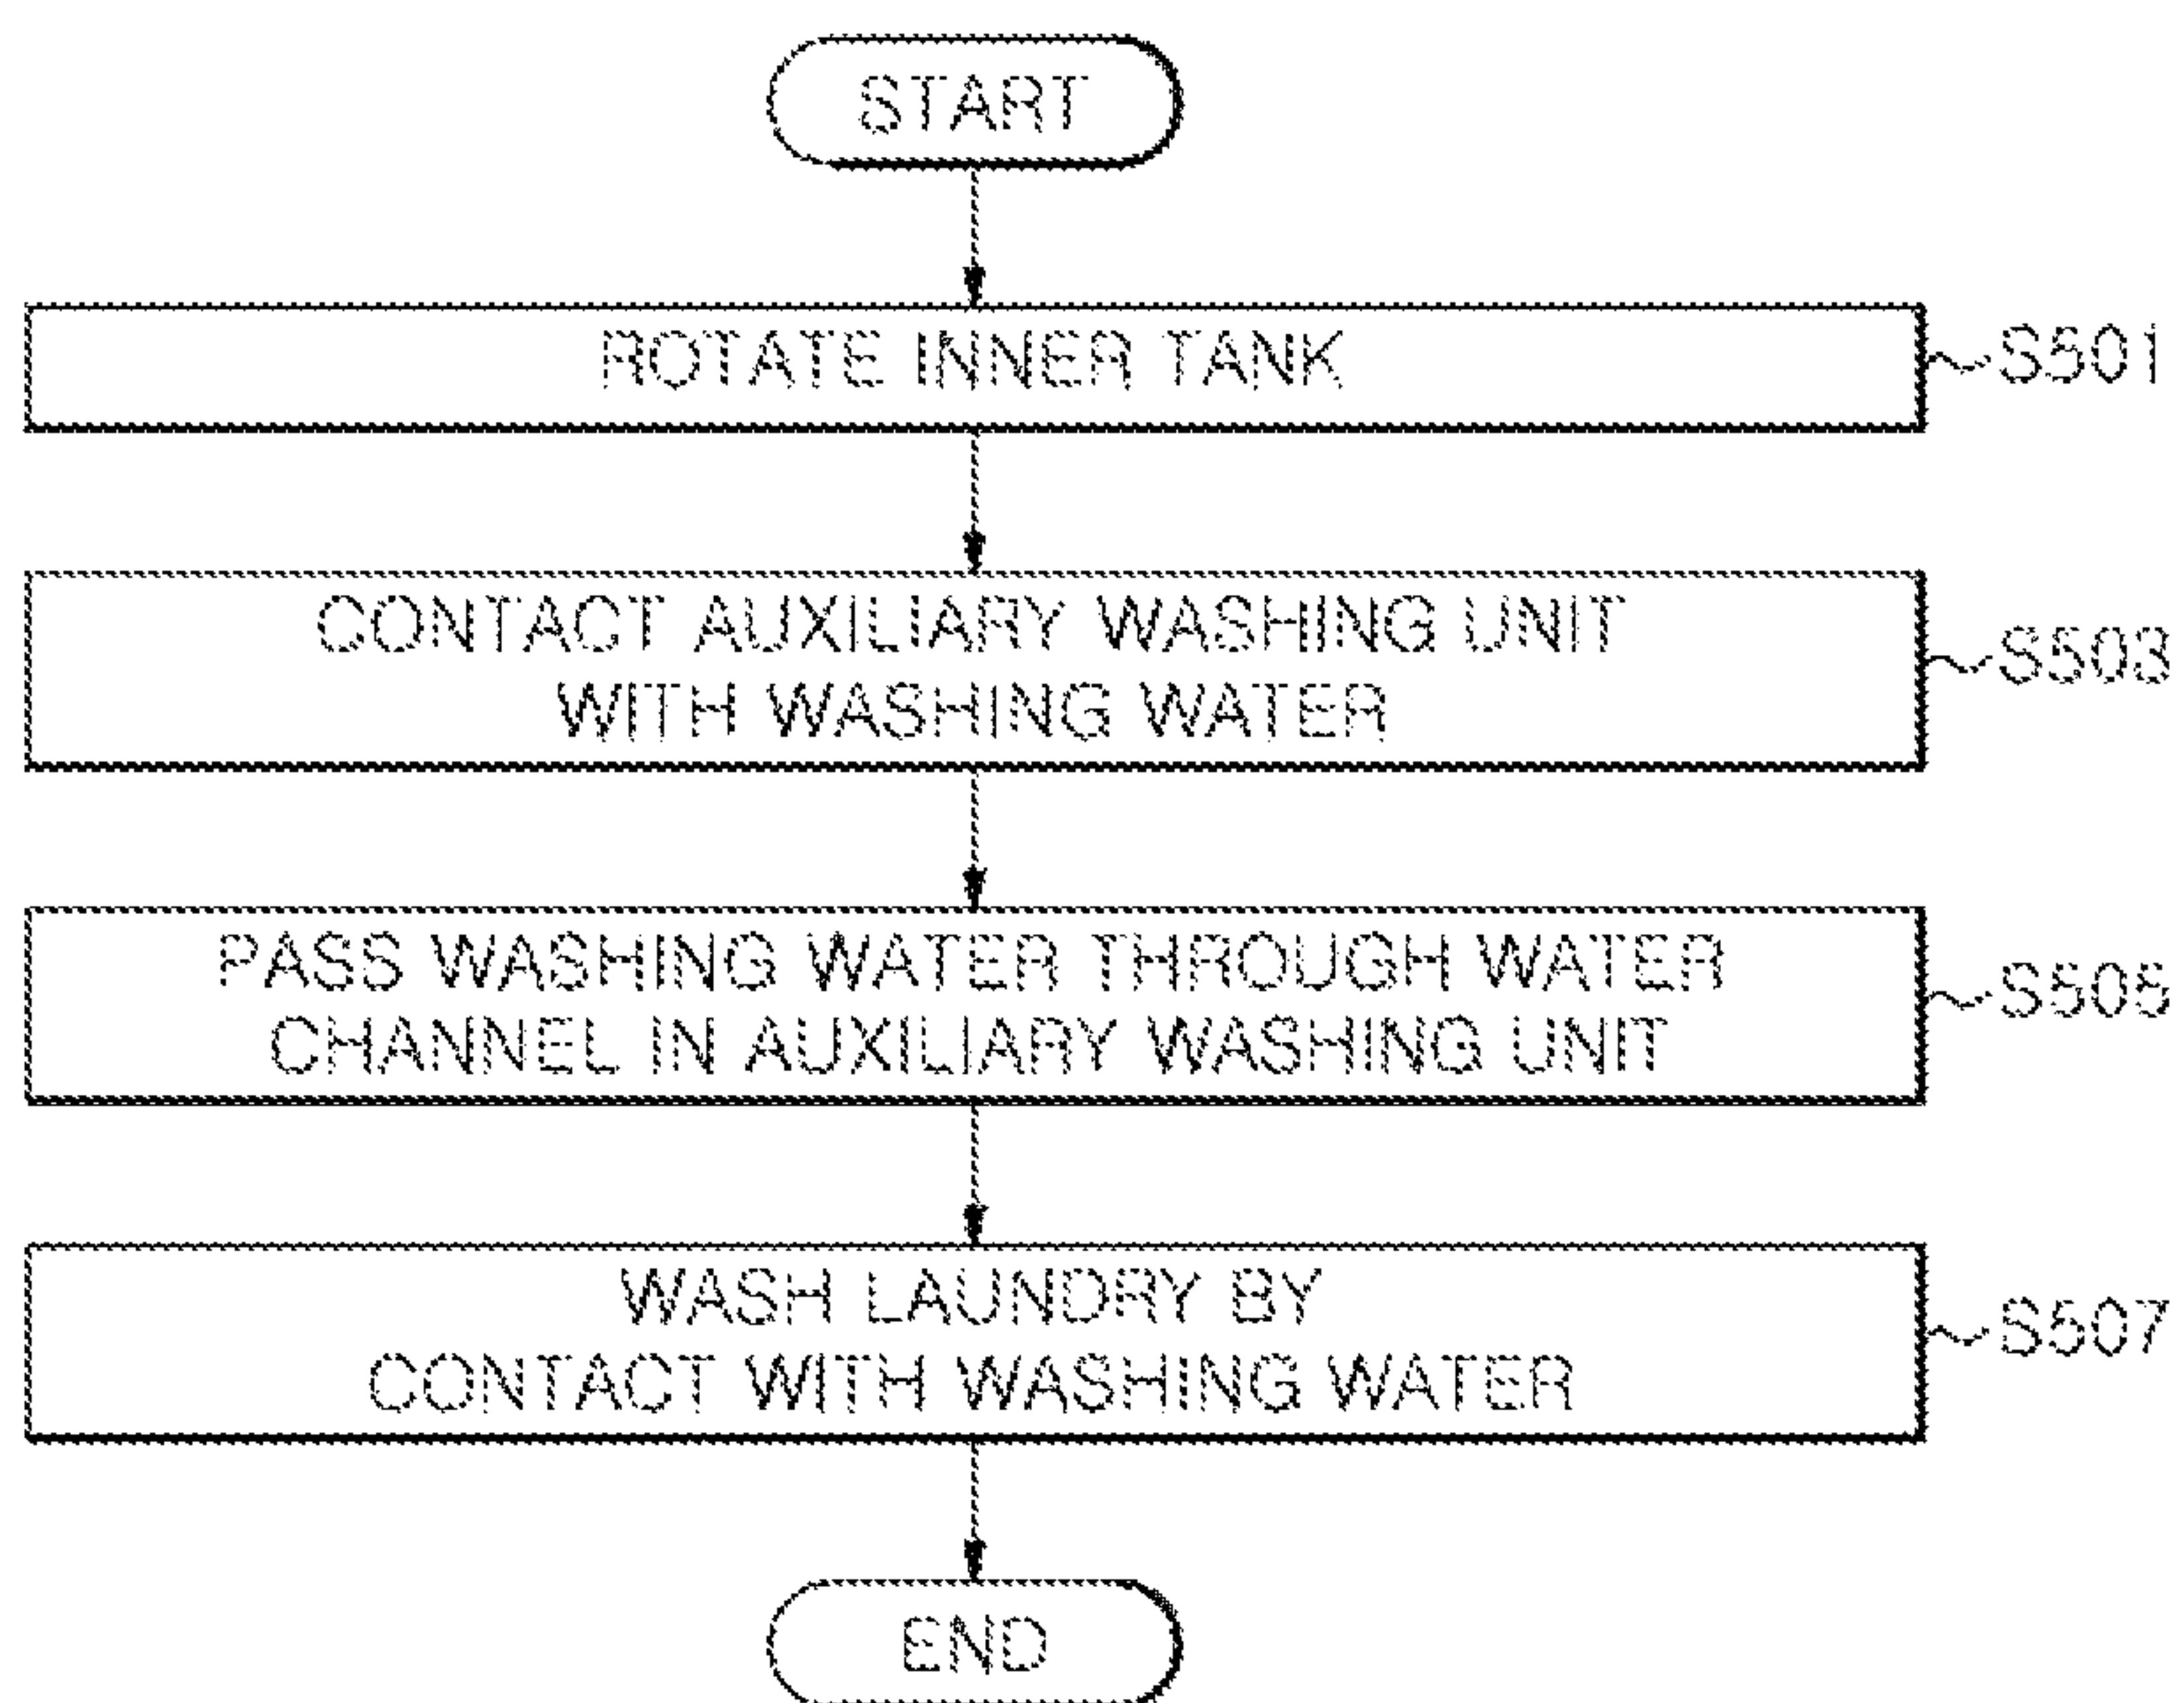 START
ROTATE INNER TANK
S501
CONTACT AUXILIARY WASHING UNIT
WITH WASHING WATER
S503
PASS WASHING WATER THROUGH WATER
CHANNEL IN AUXILIARY WASHING UNIT
S505
WASH LAUNDRY BY
CONTACT WITH WASHING WATER
S507
END